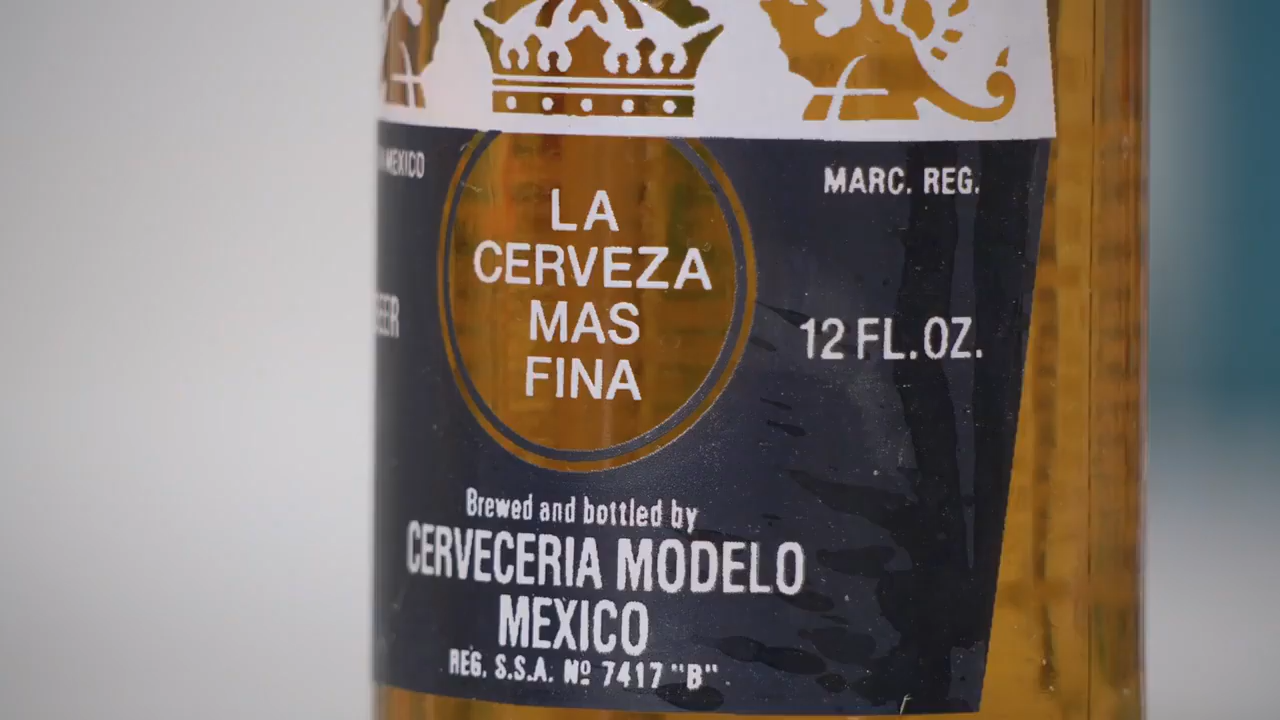 MEXICO
MARC. REG.
LA
CERVEZA
MAS
FINA
12 FL.OZ.
Brewed and bottled by
CERVECERIA MODELO
MEXICO
REG. S.S.A. Nº 7417 "B"